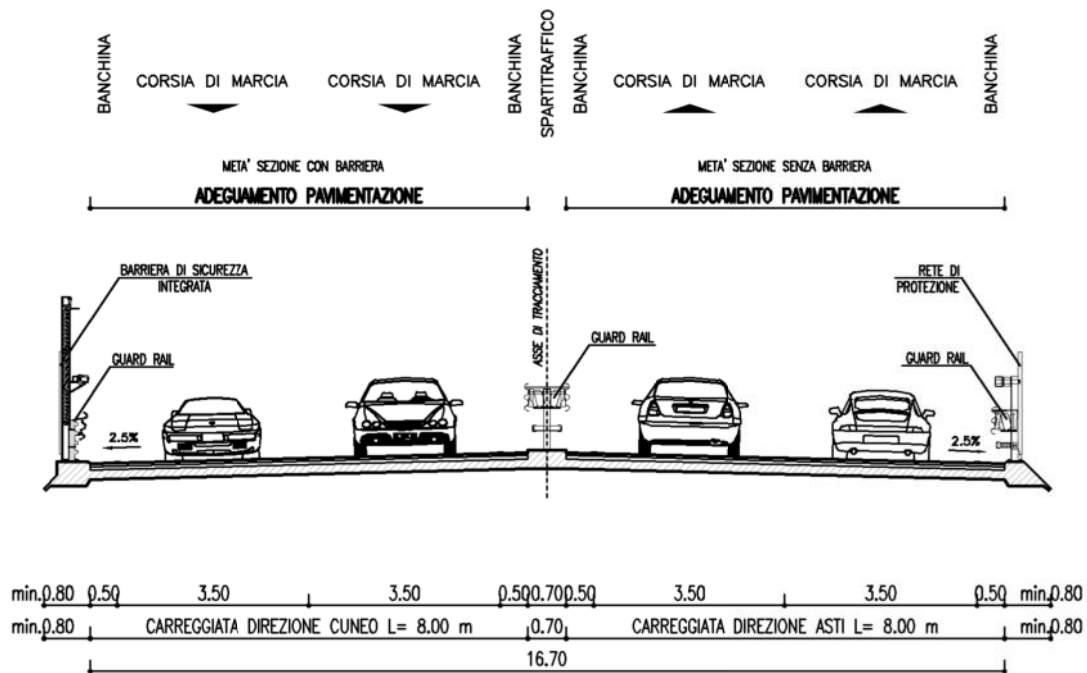 BANCHINA
CORSIA DI MARCIA
CORSIA DI MARCIA
BANCHINA
SPARTITRAFFICO
BANCHINA
CORSIA DI MARCIA
CORSIA DI MARCIA
BANCHINA
META' SEZIONE CON BARRIERA
ADEGUAMENTO PAVIMENTAZIONE
META' SEZIONE SENZA BARRIERA
ADEGUAMENTO PAVIMENTAZIONE
BARRIERA DI SICUREZZA
INTEGRATA
GUARD RAIL
2.5%
ASSE DI TRACCIAMENTO
GUARD RAIL
RETE DI
PROTEZIONE
GUARD RAIL
2.5%
min.0.80 0.50 3.50 3.50 0.50 0.70 0.50 3.50 3.50 0.50 min.0.80
min.0.80 CARREGGIATA DIREZIONE CUNEO L= 8.00 m 0.70 CARREGGIATA DIREZIONE ASTI L= 8.00 m min.0.80
16.70